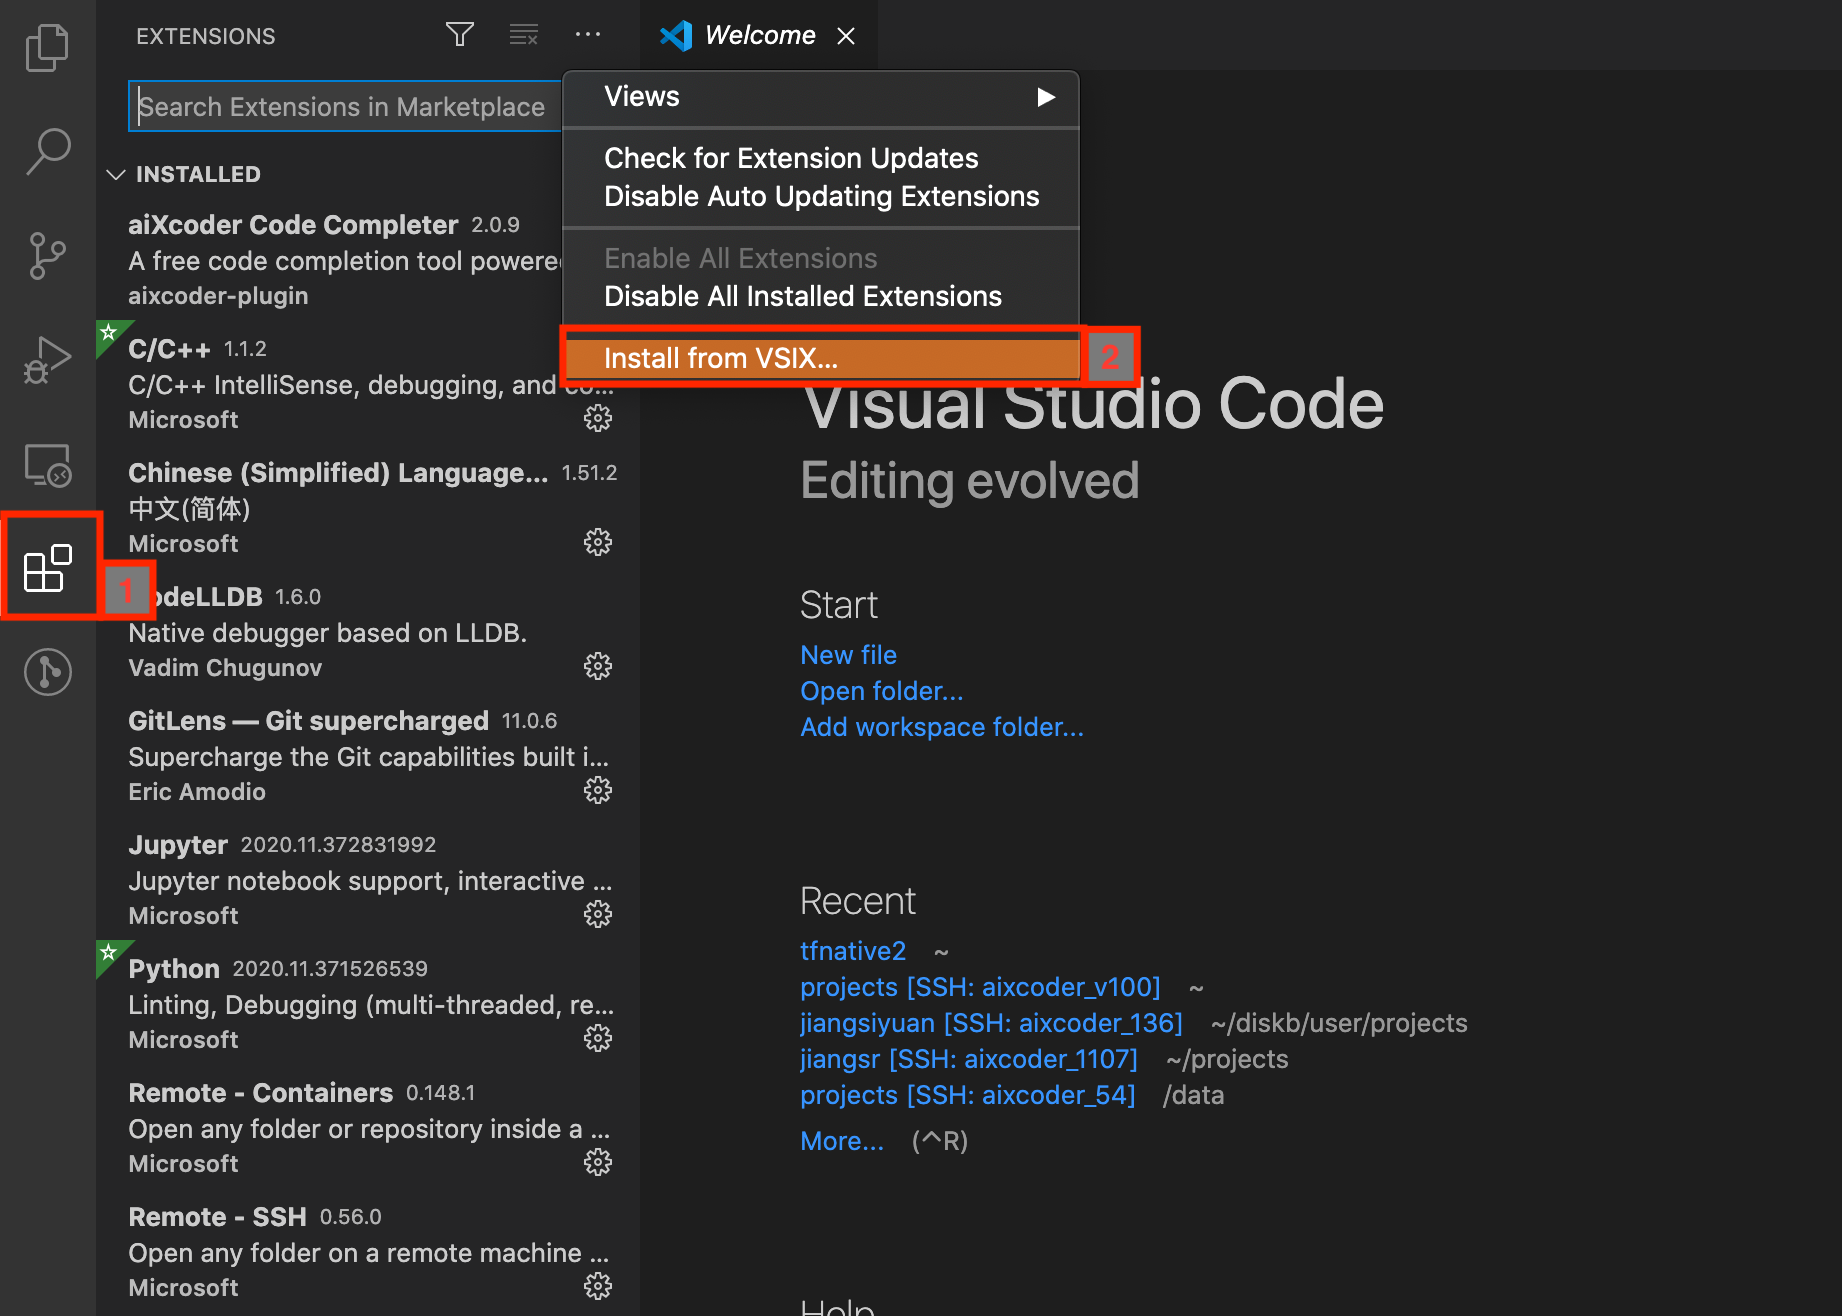 EXTENSIONS
Search Extensions in Marketplace
INSTALLED
aiXcoder Code Completer 2.0.9
A free code completion tool powere
aixcoder-plugin
C/C++ 1.1.2
C/C++ IntelliSense, debugging, and co...
Microsoft
Chinese (Simplified) Language... 1.51.2
中文(简体)
Microsoft
1
odeLLDB 1.6.0
Native debugger based on LLDB.
Vadim Chugunov
GitLens — Git supercharged 11.0.6
Supercharge the Git capabilities built i...
Eric Amodio
Jupyter 2020.11.372831992
Jupyter notebook support, interactive ...
Microsoft
Python 2020.11.371526539
Linting, Debugging (multi-threaded, re...
Microsoft
Remote - Containers 0.148.1
Open any folder or repository inside a ...
Microsoft
Remote - SSH 0.56.0
Open any folder on a remote machine ...
Microsoft
Welcome
Views
Check for Extension Updates
Disable Auto Updating Extensions
Enable All Extensions
Disable All Installed Extensions
Install from VSIX...
2
Visual Studio Code
Editing evolved
Start
New file
Open folder...
Add workspace folder...
Recent
tfnative2 ~
projects [SSH: aixcoder_v100] ~
jiangsiyuan [SSH: aixcoder_136] ~/diskb/user/projects
jiangsr [SSH: aixcoder_1107] ~/projects
projects [SSH: aixcoder_54] /data
More... (^R)
Help